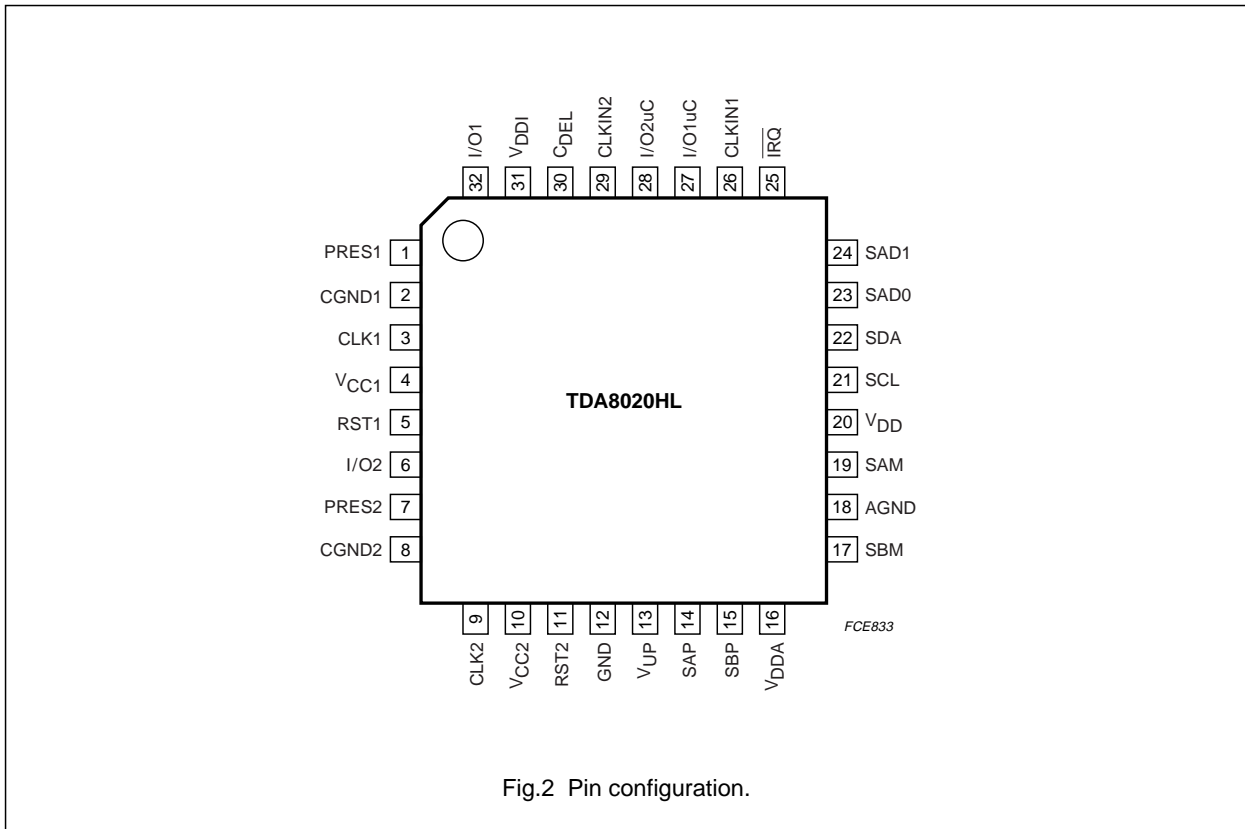 I/O1
VDDI
CDEL
CLKIN2
I/O2uC
I/O1uC
CLKIN1
IRQ
32
31
30
29
28
27
26
25
PRES1 1
CGND1 2
CLK1 3
VCC1 4
RST1 5
I/O2 6
PRES2 7
CGND2 8
TDA8020HL
24 SAD1
23 SAD0
22 SDA
21 SCL
20 VDD
19 SAM
18 AGND
17 SBM
9
10
11
12
13
14
15
16
CLK2
VCC2
RST2
GND
VUP
SAP
SBP
VDDA
FCE833
Fig.2 Pin configuration.